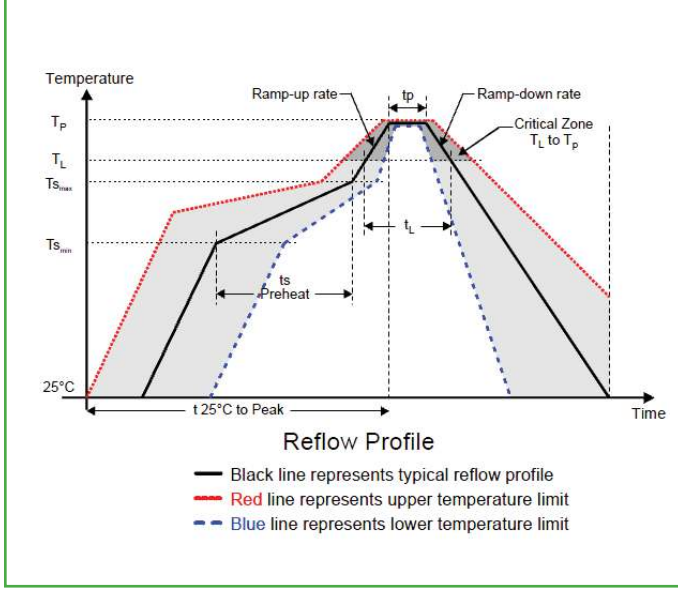 Temperature
Ramp-up rate
tp
Ramp-down rate
Critical Zone
TL to Tp
TP
TL
Tsmax
Tsmin
tL
ts
Preheat
25°C
t 25°C to Peak
Time
Reflow Profile
Black line represents typical reflow profile
Red line represents upper temperature limit
Blue line represents lower temperature limit